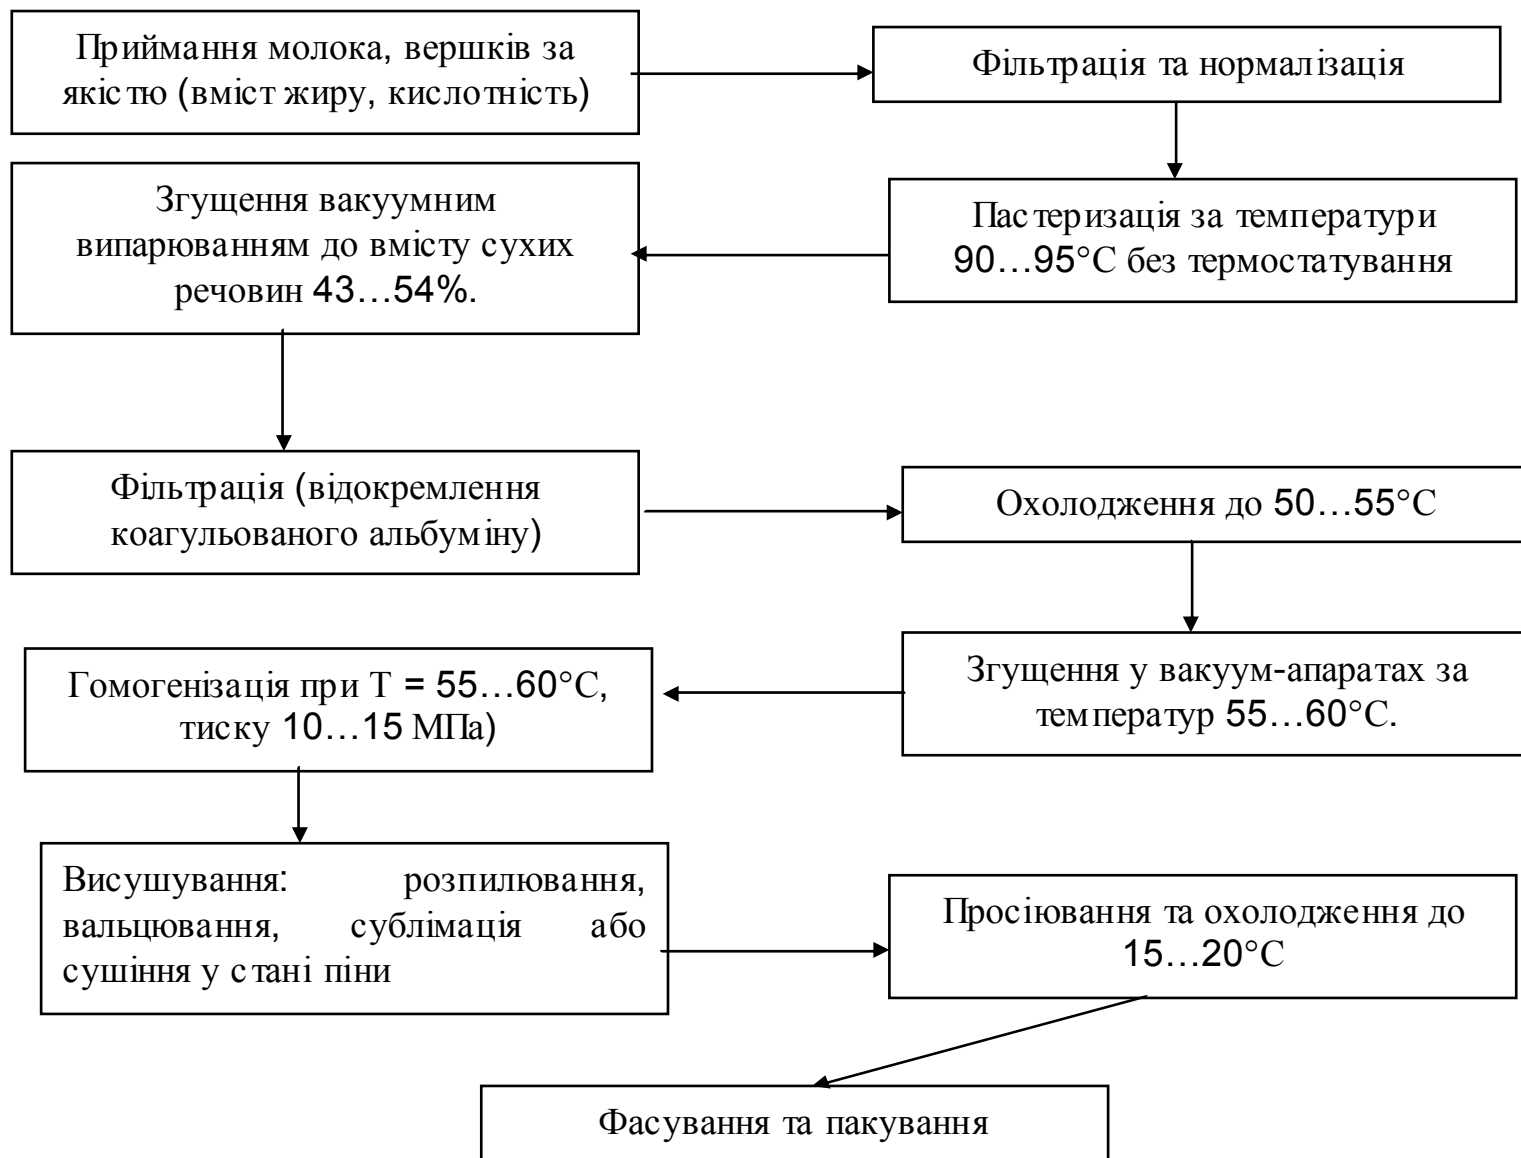 Приймання молока, вершків за
якістю (вміст жиру, кислотність)
Фільтрація та нормалізація
Пастеризація за температури
90…95°С без термостатування
Згущення вакуумним
випарюванням до вмісту сухих
речовин 43…54%.
Фільтрація (відокремлення
коагульованого альбуміну)
Охолодження до 50…55°С
Згущення у вакуум-апаратах за
температур 55…60°С.
Гомогенізація при Т = 55…60°С,
тиску 10…15 МПа)
Висушування: розпилювання,
вальцювання, сублімація або
сушіння у стані піни
Просіювання та охолодження до
15…20°С
Фасування та пакування